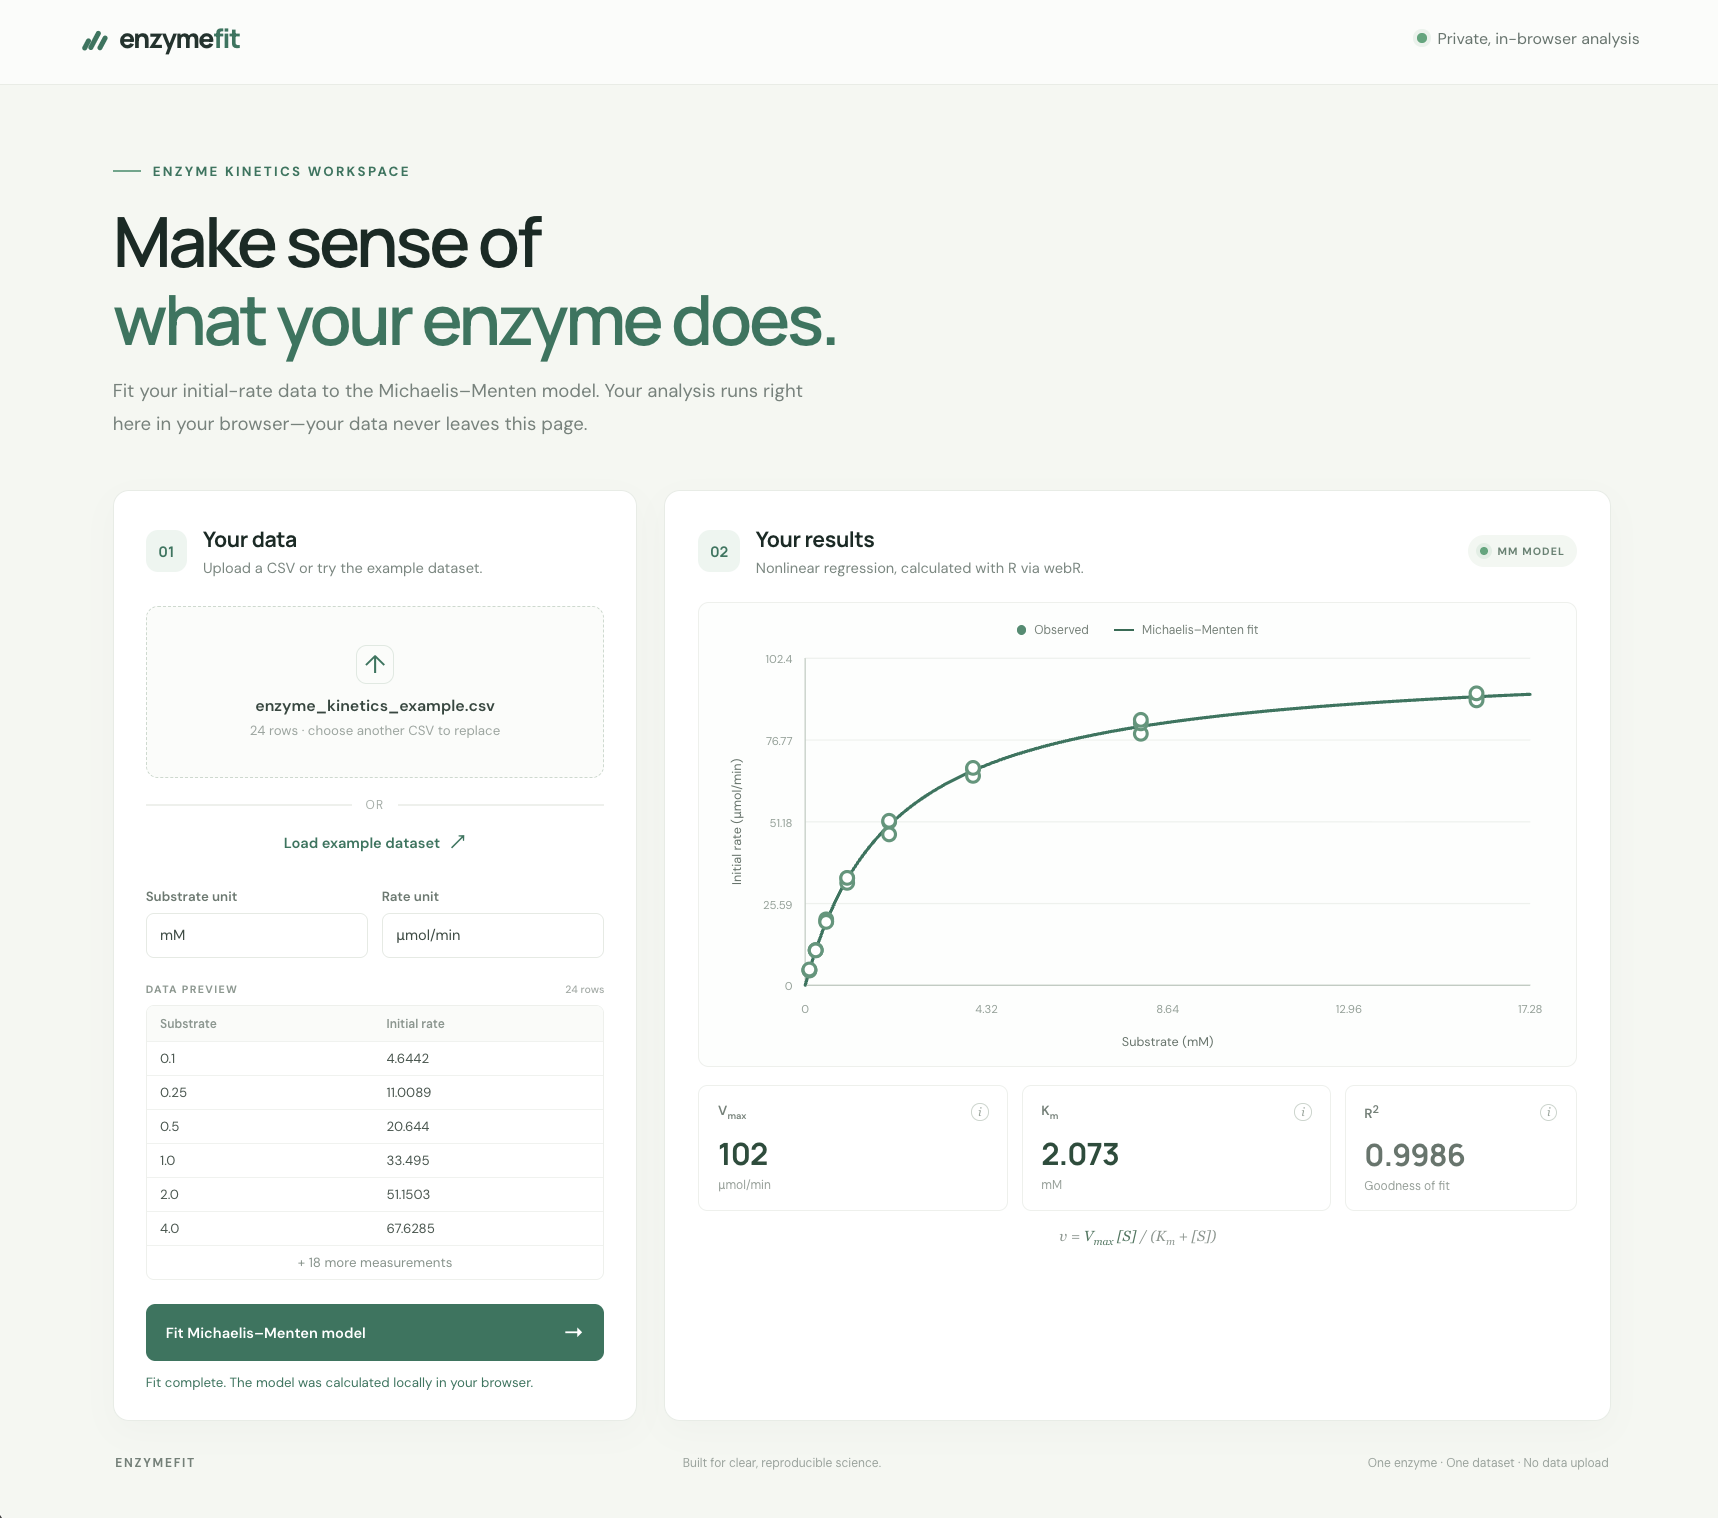 enzymefit
Private, in-browser analysis
ENZYME KINETICS WORKSPACE
Make sense of
what your enzyme does.
Fit your initial-rate data to the Michaelis–Menten model. Your analysis runs right
here in your browser—your data never leaves this page.
01
Your data
Upload a CSV or try the example dataset.
enzyme_kinetics_example.csv
24 rows · choose another CSV to replace
OR
Load example dataset ↗
Substrate unit Rate unit
mM µmol/min
DATA PREVIEW 24 rows
Substrate Initial rate
0.1 4.6442
0.25 11.0089
0.5 20.644
1.0 33.495
2.0 51.1503
4.0 67.6285
+ 18 more measurements
Fit Michaelis–Menten model →
Fit complete. The model was calculated locally in your browser.
02
Your results
Nonlinear regression, calculated with R via webR.
MM MODEL
Observed Michaelis–Menten fit
102.4
76.77
51.18
25.59
0
Initial rate (µmol/min)
0 4.32 8.64 12.96 17.28
Substrate (mM)
Vmax i
102
µmol/min
Km i
2.073
mM
R² i
0.9986
Goodness of fit
v = Vmax [S] / (Km + [S])
ENZYMEFIT
Built for clear, reproducible science.
One enzyme · One dataset · No data upload